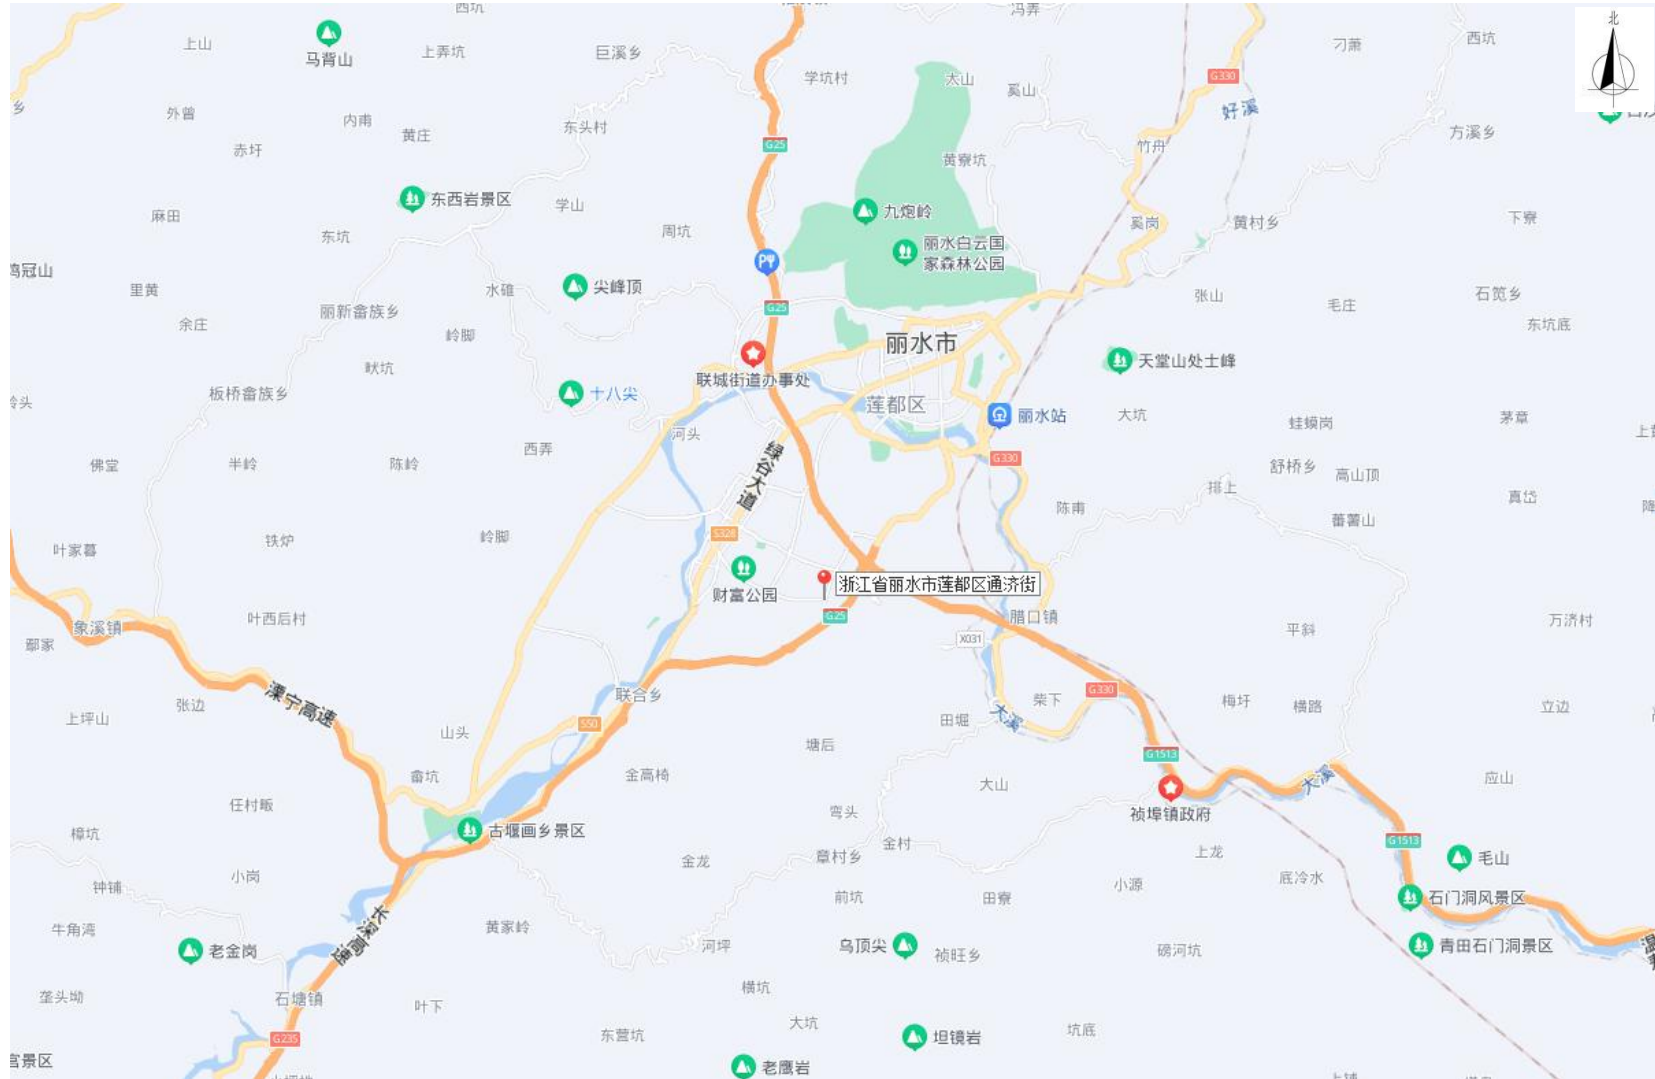 西坑
冯弄
北
马背山
上山
上弄坑
巨溪乡
学坑村
太山
奚山
G330
刁萧
西坑
好溪
乡
外曾
内甫
黄庄
东头村
G25
赤圩
黄寮坑
竹舟
方溪乡
东西岩景区
麻田
学山
九炮岭
奚岗
黄村乡
下寮
东坑
周坑
丽水白云国
家森林公园
鸡冠山
里黄
水碓
尖峰顶
张山
毛庄
石笕乡
余庄
丽新畲族乡
岭脚
G25
丽水市
东坑底
畎坑
联城街道办事处
天堂山处士峰
板桥畲族乡
十八尖
莲都区
丽水站
大坑
蛙蟆岗
茅章
岭头
河头
佛堂
半岭
陈岭
西弄
绿谷大道
G330
舒桥乡
高山顶
排上
真岱
陈甫
蕃薯山
叶家暮
铁炉
岭脚
S328
财富公园
浙江省丽水市莲都区通济街
G25
象溪镇
叶西后村
腊口镇
X031
平斜
万济村
鄢家
溧宁高速
张边
上坪山
联合乡
S50
山头
柴下
G330
梅圩
横路
立边
田堀
大溪
塘后
G1513
畲坑
金高椅
大山
大溪
应山
任村畈
弯头
祯埠镇政府
樟坑
古堰画乡景区
金村
章村乡
金龙
上龙
G1513
毛山
钟铺
小岗
前坑
田寮
小源
底冷水
石门洞风景区
牛角湾
老金岗
长深高速
黄家岭
河坪
乌顶尖
祯旺乡
磅河坑
青田石门洞景区
垄头坳
石塘镇
叶下
横坑
大坑
东营坑
坦镜岩
坑底
G235
官景区
老鹰岩